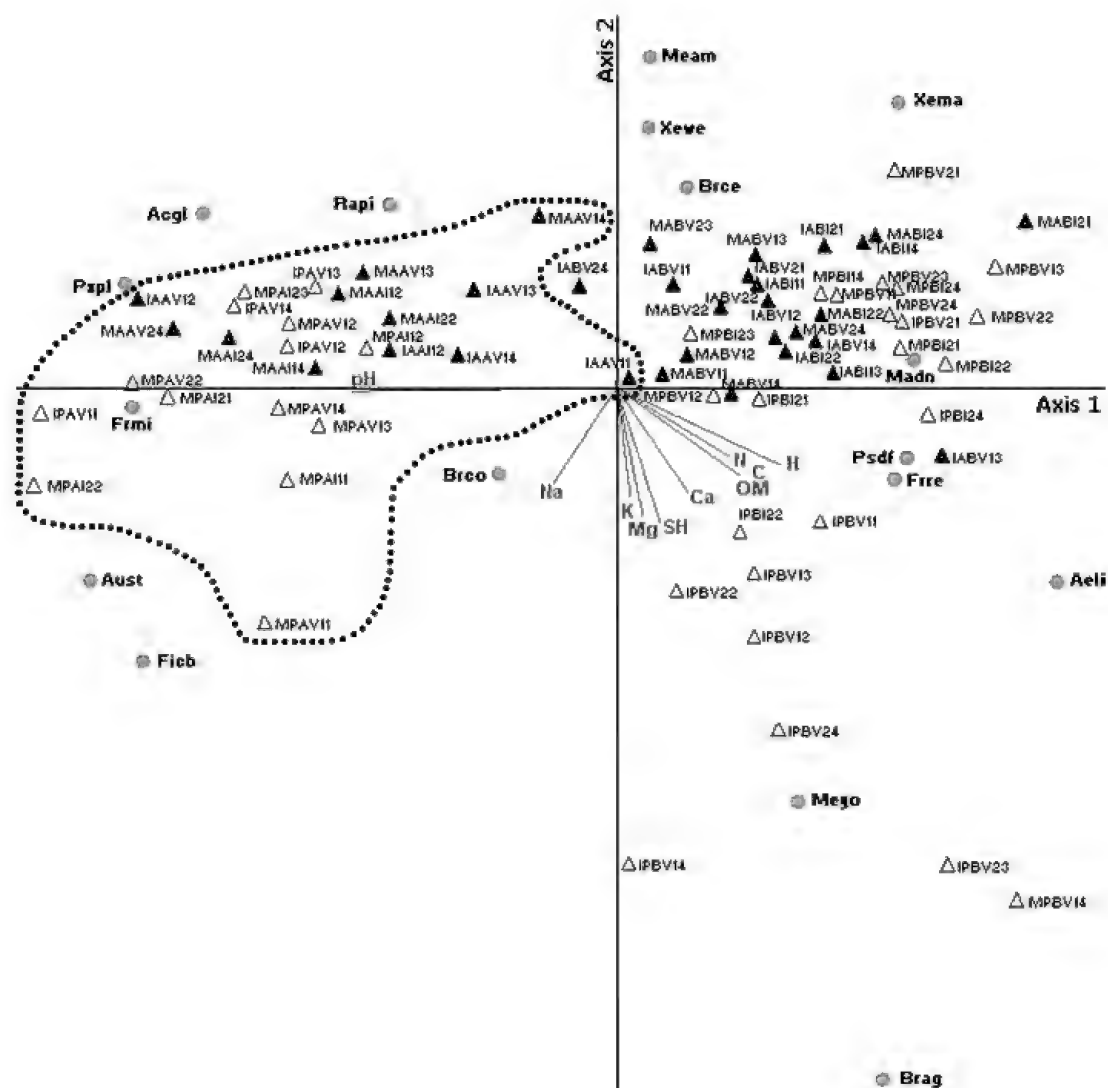 Axis 2
Meam
Xema
Xewe
MPBV21
Brce
Acgl
Rapi
MAAV14
MABV23
MABV13
IABI21
MABI24
MABI21
IABI14
IPAV13
MAAV13
IABV24
IABV11
IABV21
MPBI14
MPBV23
MPBV13
Pspl
MPAI23
MAAI12
IAAV13
IABI11
MPBV11
MPBI24
IAAV12
IPAV14
MABV22
IABV22
IABV12
MPBV24
MAAV24
MPAV12
MAAI22
MABI22
IPBV21
MPBV22
MAAI24
IPAV12
MPAI12
MPBI23
MABV24
IABV14
MPBI21
IAAI12
IAAV14
MABV12
IABI22
MPBI22
MAAI14
IAAV11
MABV11
IABI13
Madn
MPAV22
pH
MABV14
MPAI21
MPBV12
IPBI21
Axis 1
IPAV11
Frmi
MPAV14
MPAV13
IPBI24
MPAI22
MPAI11
Brco
Na
N
C
H
OM
Psdf
IABV13
Frre
K
Mg
SH
Ca
IPBI22
IPBV11
Aust
IPBV13
IPBV22
Aeli
MPAV11
IPBV12
Ficb
IPBV24
Mego
IPBV14
IPBV23
MPBV14
Brag